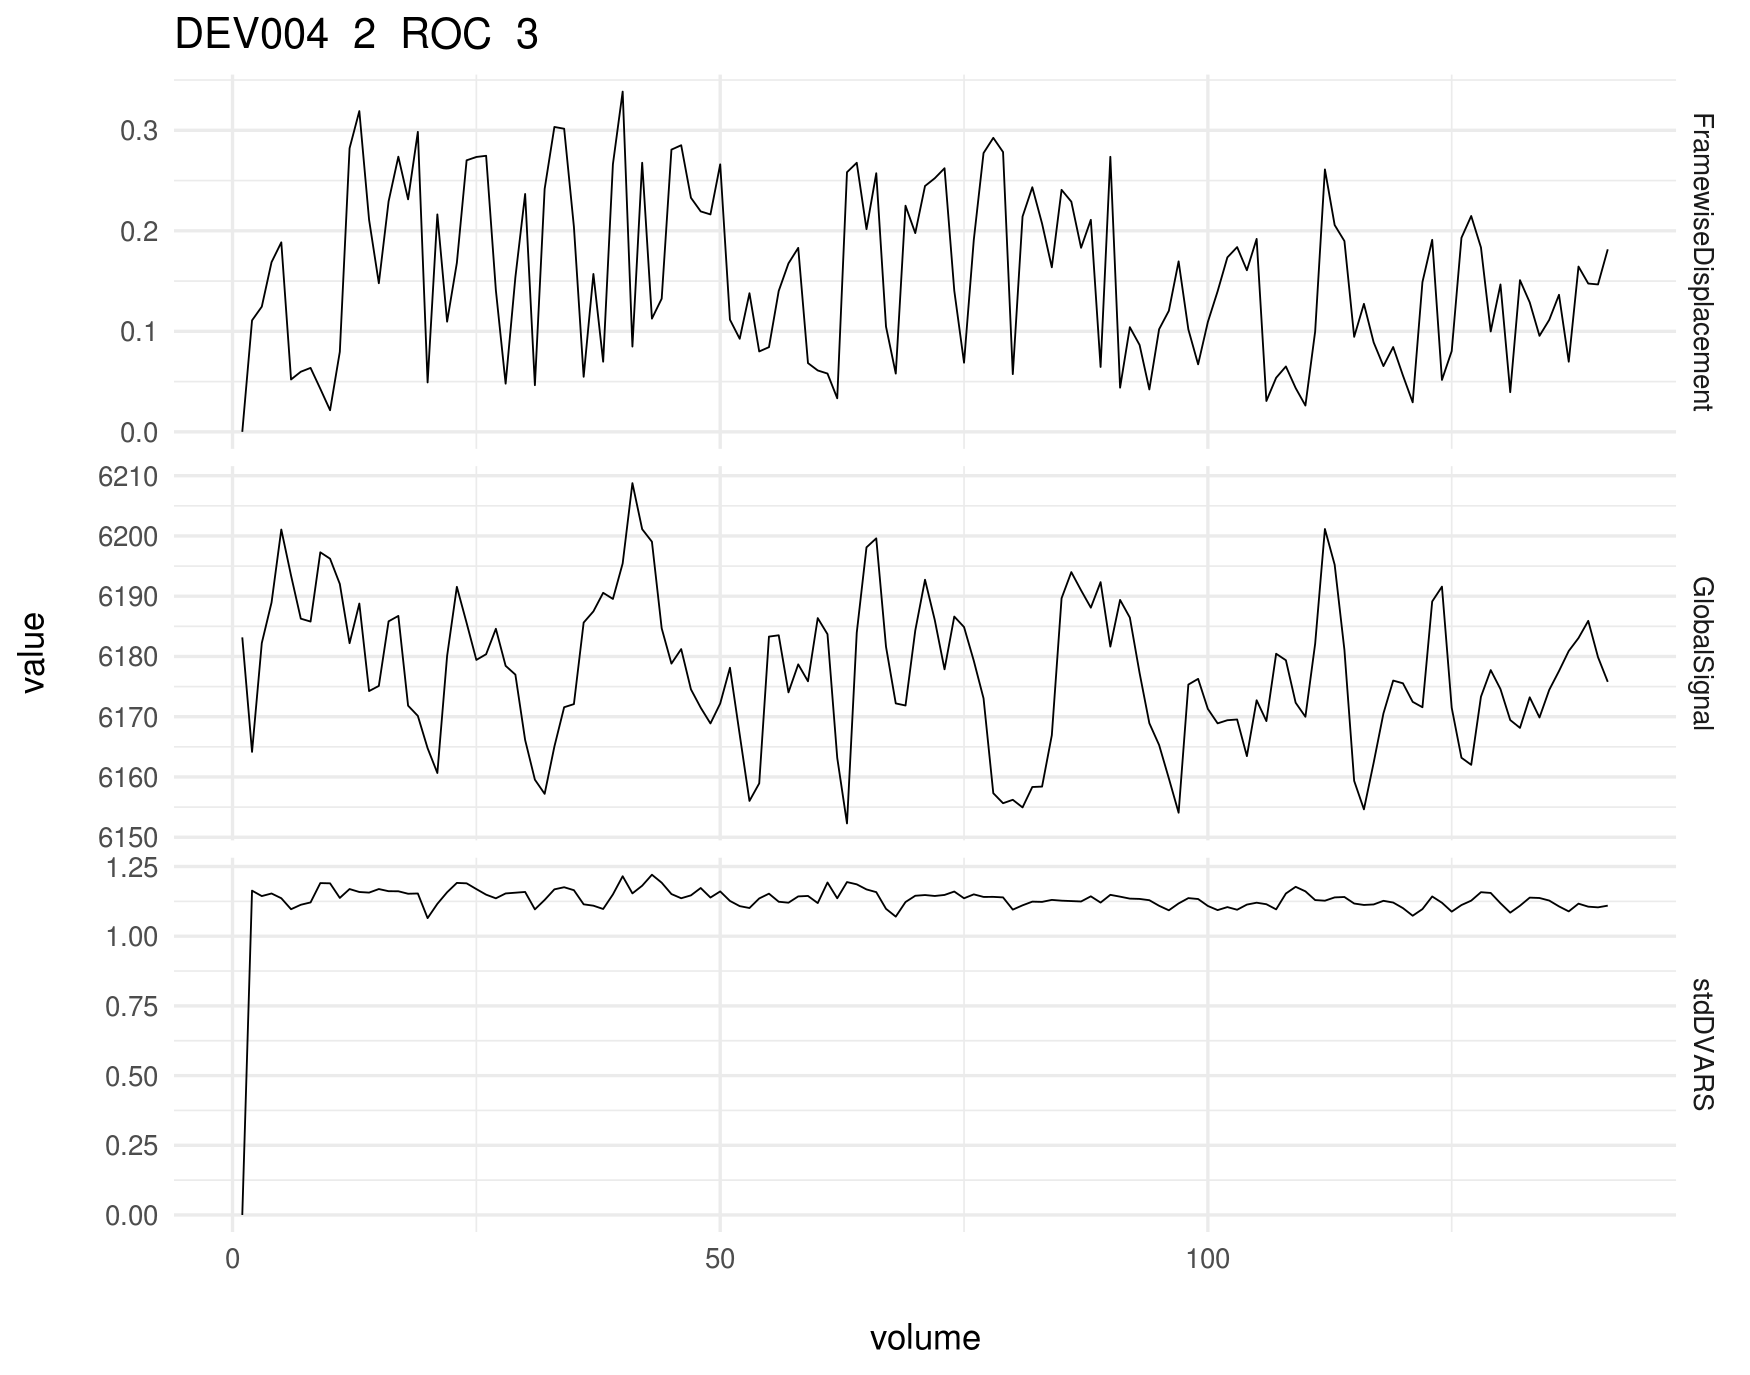 DEV004  2  ROC  3
0.3
0.2
0.1
0.0
FramewiseDisplacement
6210
6200
6190
6180
6170
6160
6150
GlobalSignal
1.25
1.00
0.75
0.50
0.25
0.00
stdDVARS
value
0 50 100
volume